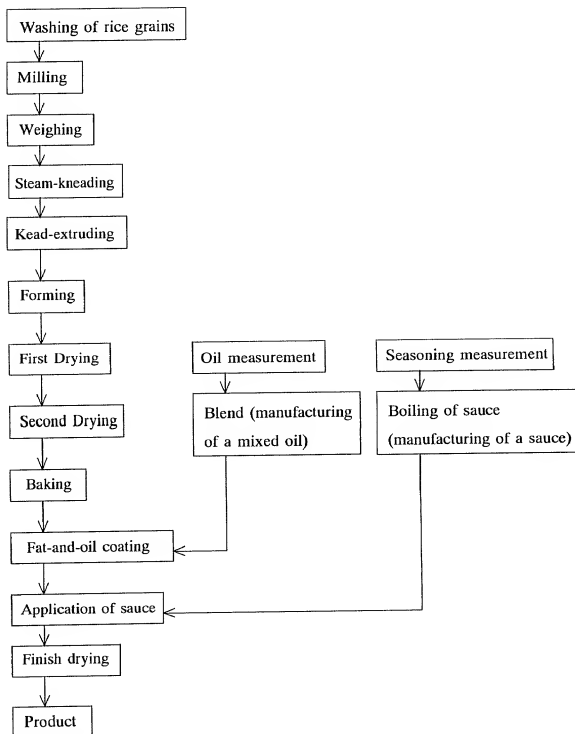 Washing of rice grains
Milling
Weighing
Steam-kneading
Kead-extruding
Forming
First Drying
Oil measurement
Seasoning measurement
Second Drying
Blend (manufacturing
of a mixed oil)
Boiling of sauce
(manufacturing of a sauce)
Baking
Fat-and-oil coating
Application of sauce
Finish drying
Product